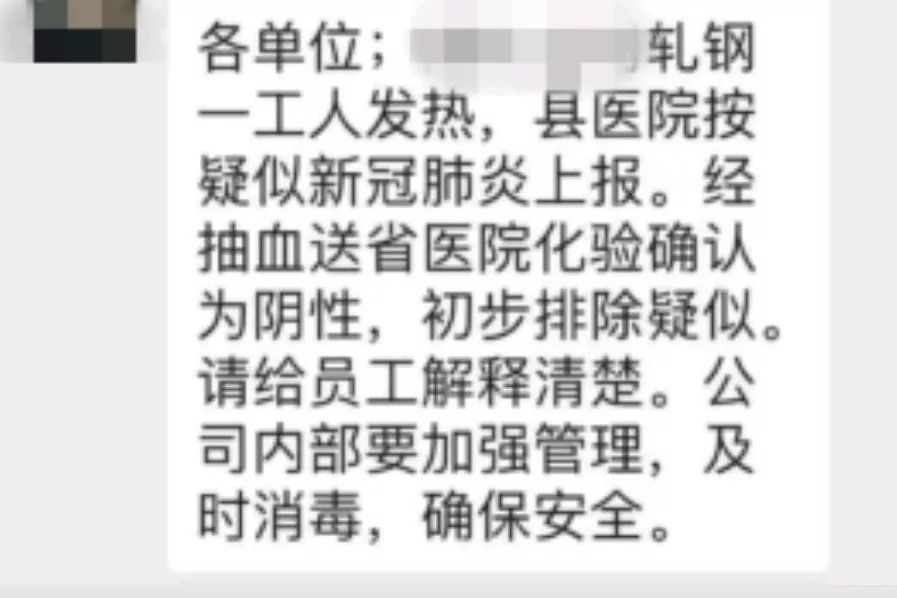 各单位；轧钢
一工人发热，县医院按
疑似新冠肺炎上报。经
抽血送省医院化验确认
为阴性，初步排除疑似。
请给员工解释清楚。公
司内部要加强管理，及
时消毒，确保安全。